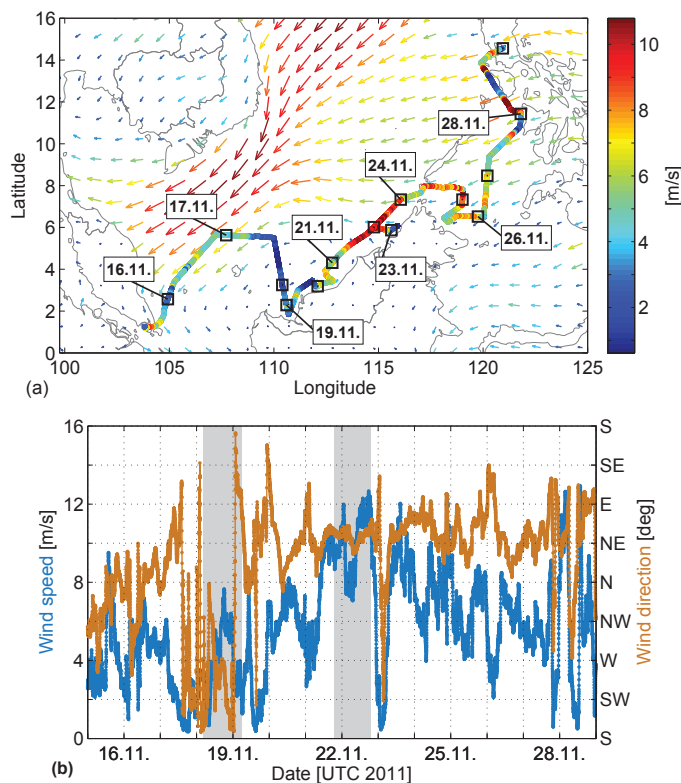 16
14
12
10
8
6
4
2
0
Latitude
28.11.
24.11.
17.11.
21.11.
16.11.
26.11.
23.11.
19.11.
100 105 110 115 120 125
Longitude
(a)
10
8
6
4
2
[m/s]
16
12
8
4
0
Wind speed [m/s]
S
SE
E
NE
N
NW
W
SW
S
Wind direction [deg]
16.11. 19.11. 22.11. 25.11. 28.11.
Date [UTC 2011]
(b)